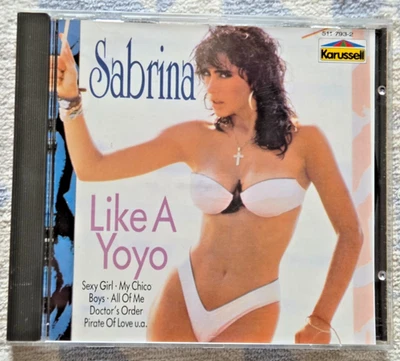 511 793-2
Karussell
Sabrina
Like A
Yoyo
Sexy Girl · My Chico
Boys · All Of Me
Doctor's Order
Pirate Of Love u.a.